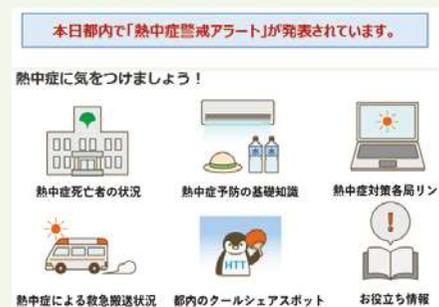 本日都内で「熱中症警戒アラート」が発表されています。
熱中症に気をつけましょう！
熱中症死亡者の状況
熱中症予防の基礎知識
熱中症対策各局リン
HTT
熱中症による救急搬送状況
都内のクールシェアスポット
お役立ち情報